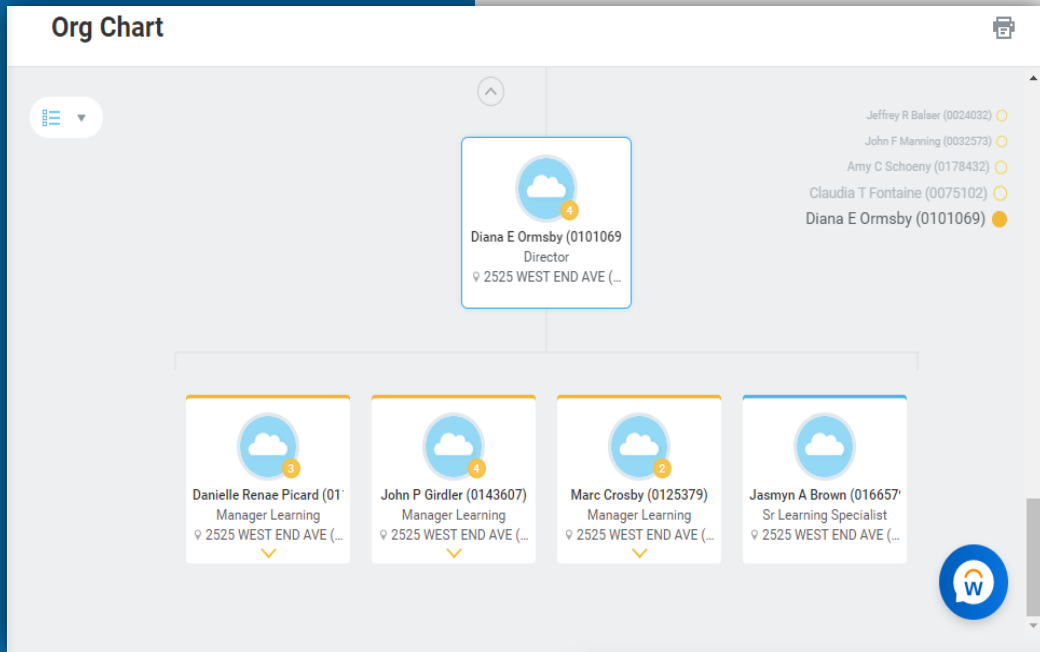 Org Chart
Jeffrey R Balser (0024032)
John F Manning (0032573)
Amy C Schoeny (0178432)
Claudia T Fontaine (0075102)
Diana E Ormsby (0101069)
4
Diana E Ormsby (0101069
Director
2525 WEST END AVE (...
3
Danielle Renae Picard (01
Manager Learning
2525 WEST END AVE (...
4
John P Girdler (0143607)
Manager Learning
2525 WEST END AVE (...
2
Marc Crosby (0125379)
Manager Learning
2525 WEST END AVE (...
Jasmyn A Brown (016657
Sr Learning Specialist
2525 WEST END AVE (...
W